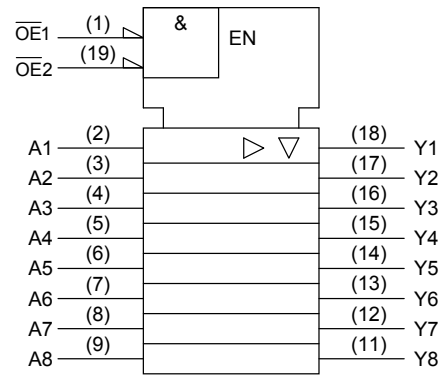 OE1 (1) & EN
OE2 (19)
A1 (2) (18) Y1
A2 (3) (17) Y2
A3 (4) (16) Y3
A4 (5) (15) Y4
A5 (6) (14) Y5
A6 (7) (13) Y6
A7 (8) (12) Y7
A8 (9) (11) Y8